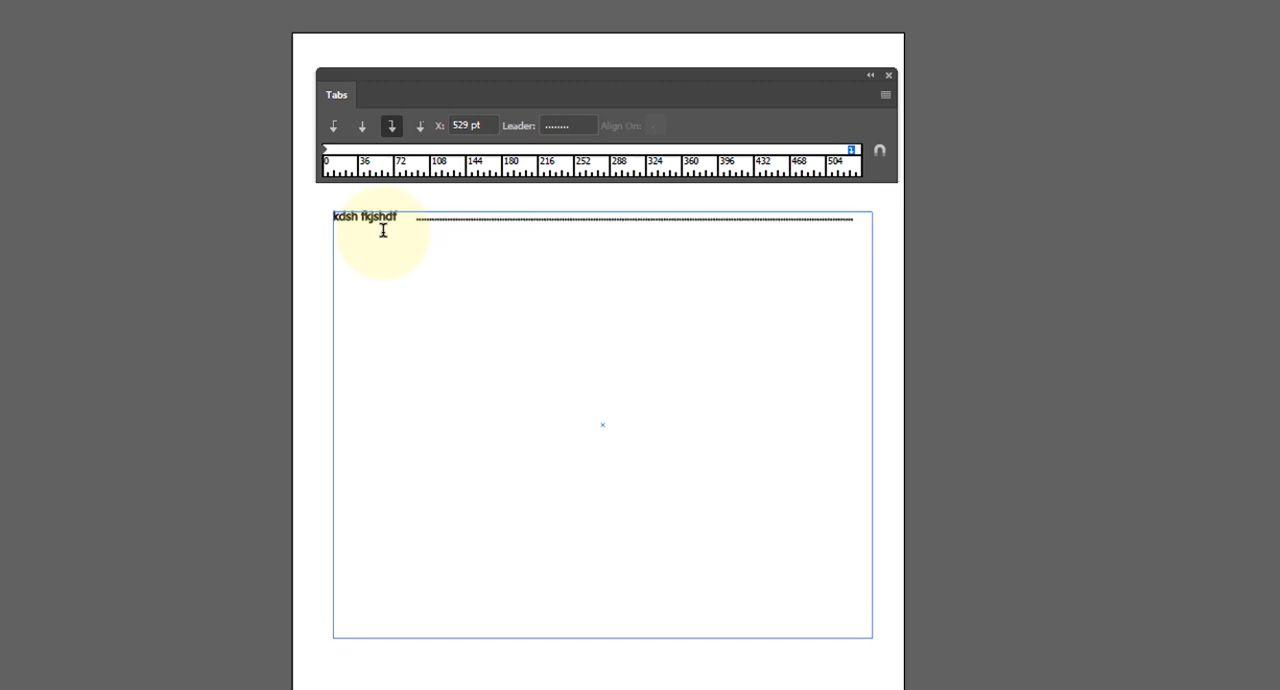 Tabs
X: 529 pt Leader: ........ Align On: .
0 36 72 108 144 180 216 252 288 324 360 396 432 468 504
kdsh fkjshdf ................................................................................